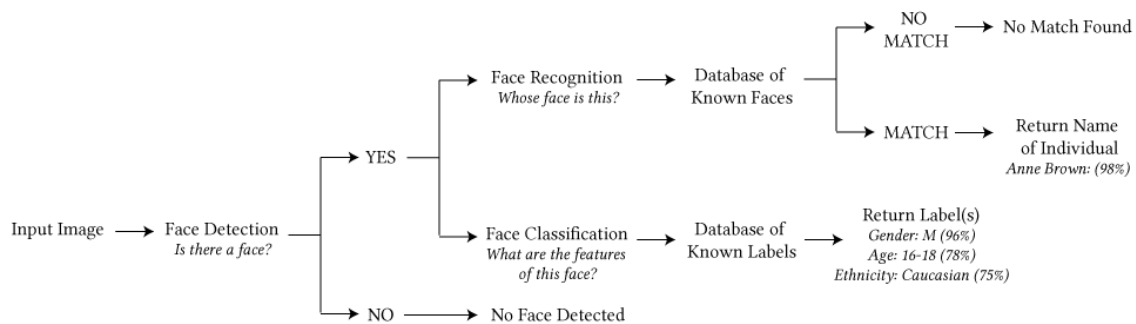 Input Image
Face Detection
Is there a face?
YES
Face Recognition
Whose face is this?
Database of
Known Faces
NO
MATCH
No Match Found
MATCH
Return Name
of Individual
Anne Brown: (98%)
Face Classification
What are the features
of this face?
Database of
Known Labels
Return Label(s)
Gender: M (96%)
Age: 16-18 (78%)
Ethnicity: Caucasian (75%)
NO
No Face Detected